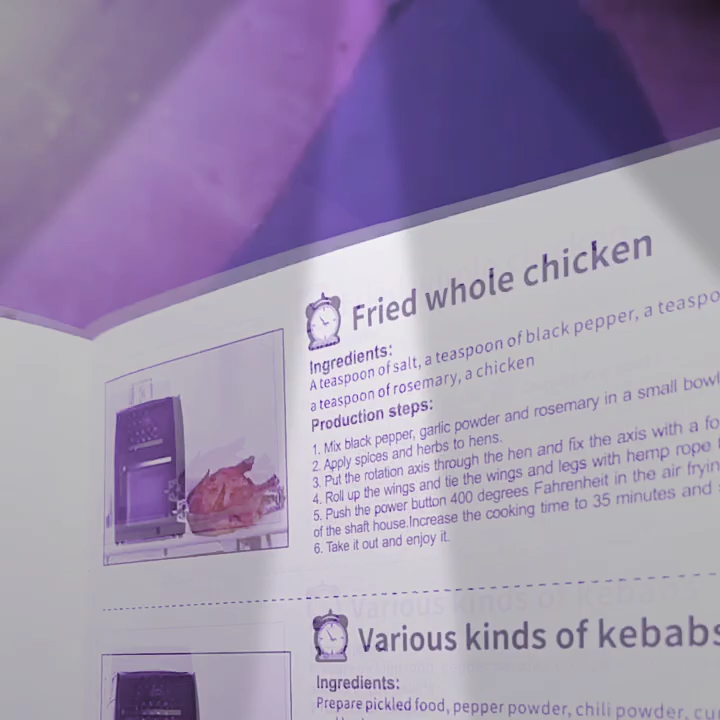 Fried whole chicken
Ingredients:
A teaspoon of salt, a teaspoon of black pepper, a
a teaspoon of rosemary, a chicken
Production steps:
1. Mix black pepper, garlic powder and rosemary in a small bowl
2. Apply spices and herbs to hens.
3. Put the rotation axis through the hen and fix the axis with a
4. Roll up the wings and tie the wings and legs with hemp rope
5. Push the power button 400 degrees Fahrenheit in the air
of the shaft house.Increase the cooking time to 35 minutes and
6. Take it out and enjoy it.
Various kinds of kebabs
Ingredients:
Prepare pickled food, pepper powder, chili powder,